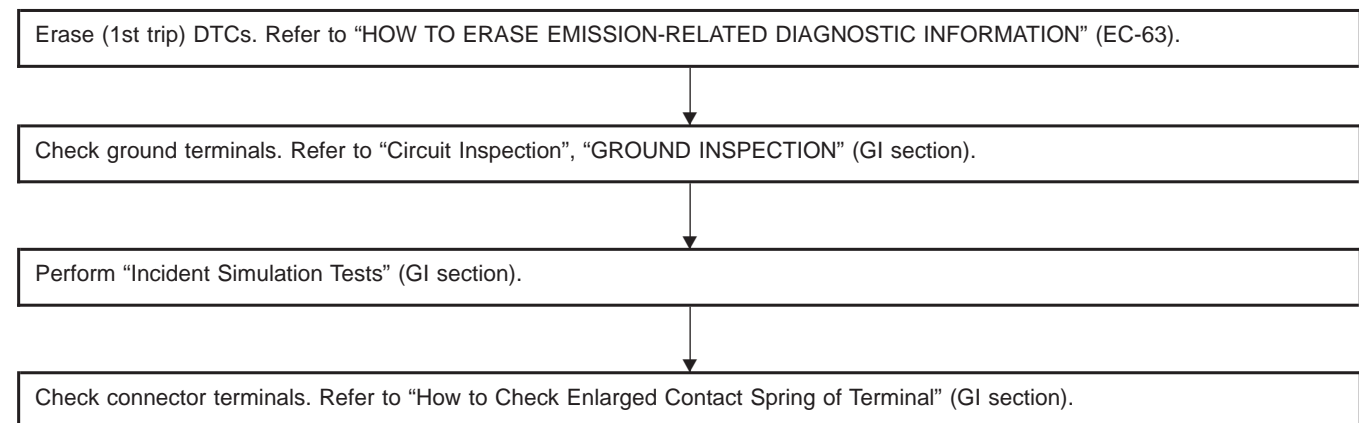 Erase (1st trip) DTCs. Refer to “HOW TO ERASE EMISSION-RELATED DIAGNOSTIC INFORMATION” (EC-63).
Check ground terminals. Refer to “Circuit Inspection”, “GROUND INSPECTION” (GI section).
Perform “Incident Simulation Tests” (GI section).
Check connector terminals. Refer to “How to Check Enlarged Contact Spring of Terminal” (GI section).